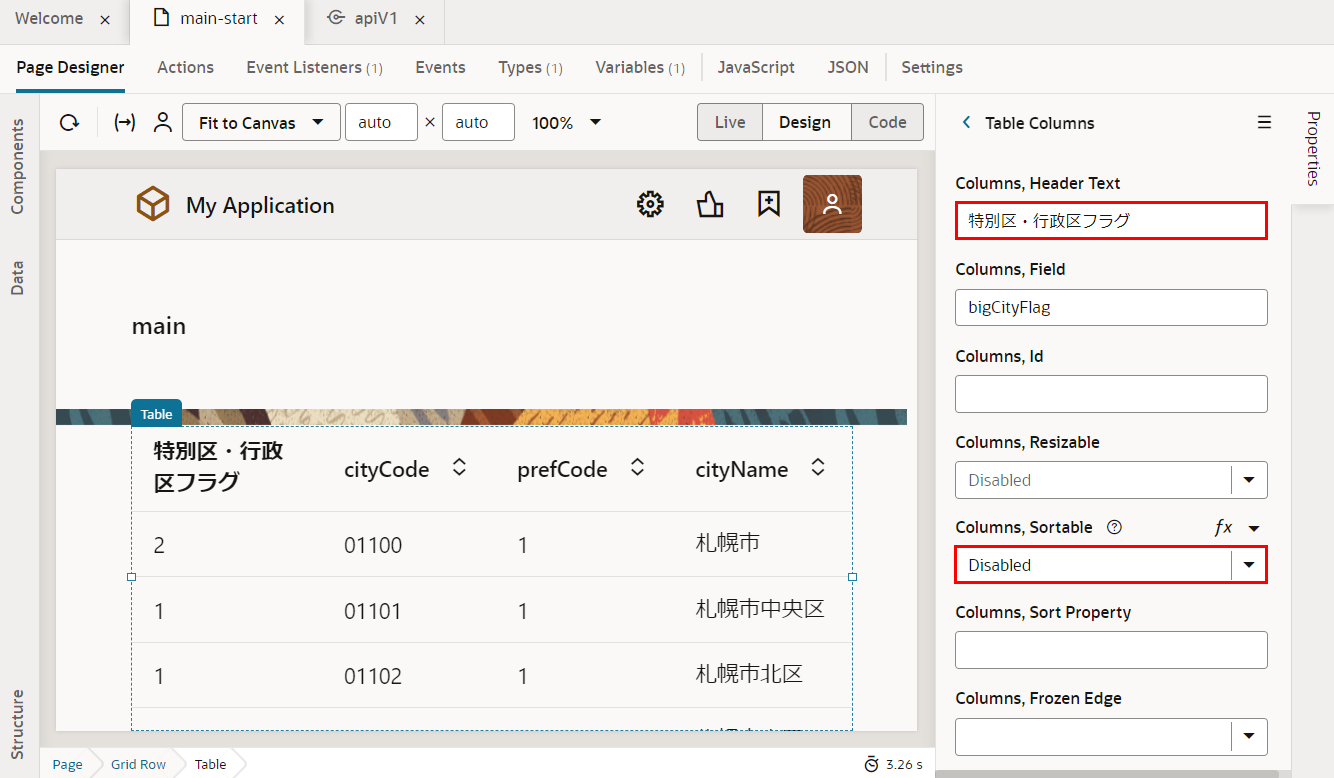 Welcome ×
main-start ×
apiV1 ×
Page Designer Actions Event Listeners (1) Events Types (1) Variables (1) JavaScript JSON Settings
Components
Data
Structure
Fit to Canvas auto × auto 100% Live Design Code
My Application
main
Table
特別区・行政
区フラグ cityCode prefCode cityName
2 01100 1 札幌市
1 01101 1 札幌市中央区
1 01102 1 札幌市北区
Page Grid Row Table 3.26 s
Table Columns
Properties
Columns, Header Text
特別区・行政区フラグ
Columns, Field
bigCityFlag
Columns, Id
Columns, Resizable
Disabled
Columns, Sortable fx
Disabled
Columns, Sort Property
Columns, Frozen Edge